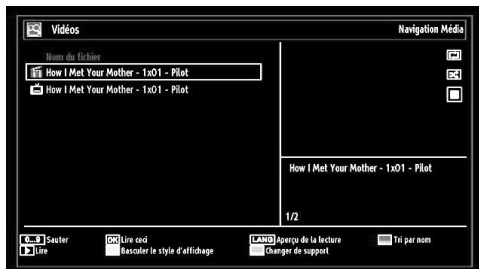 Vidéos
Navigation Média
Nom du fichier
How I Met Your Mother - 1x01 - Pilot
How I Met Your Mother - 1x01 - Pilot
How I Met Your Mother - 1x01 - Pilot
1/2
0...9 Sauter OK Lire ceci LANG Aperçu de la lecture Tri par nom
Lire Basculer le style d'affichage Changer de support